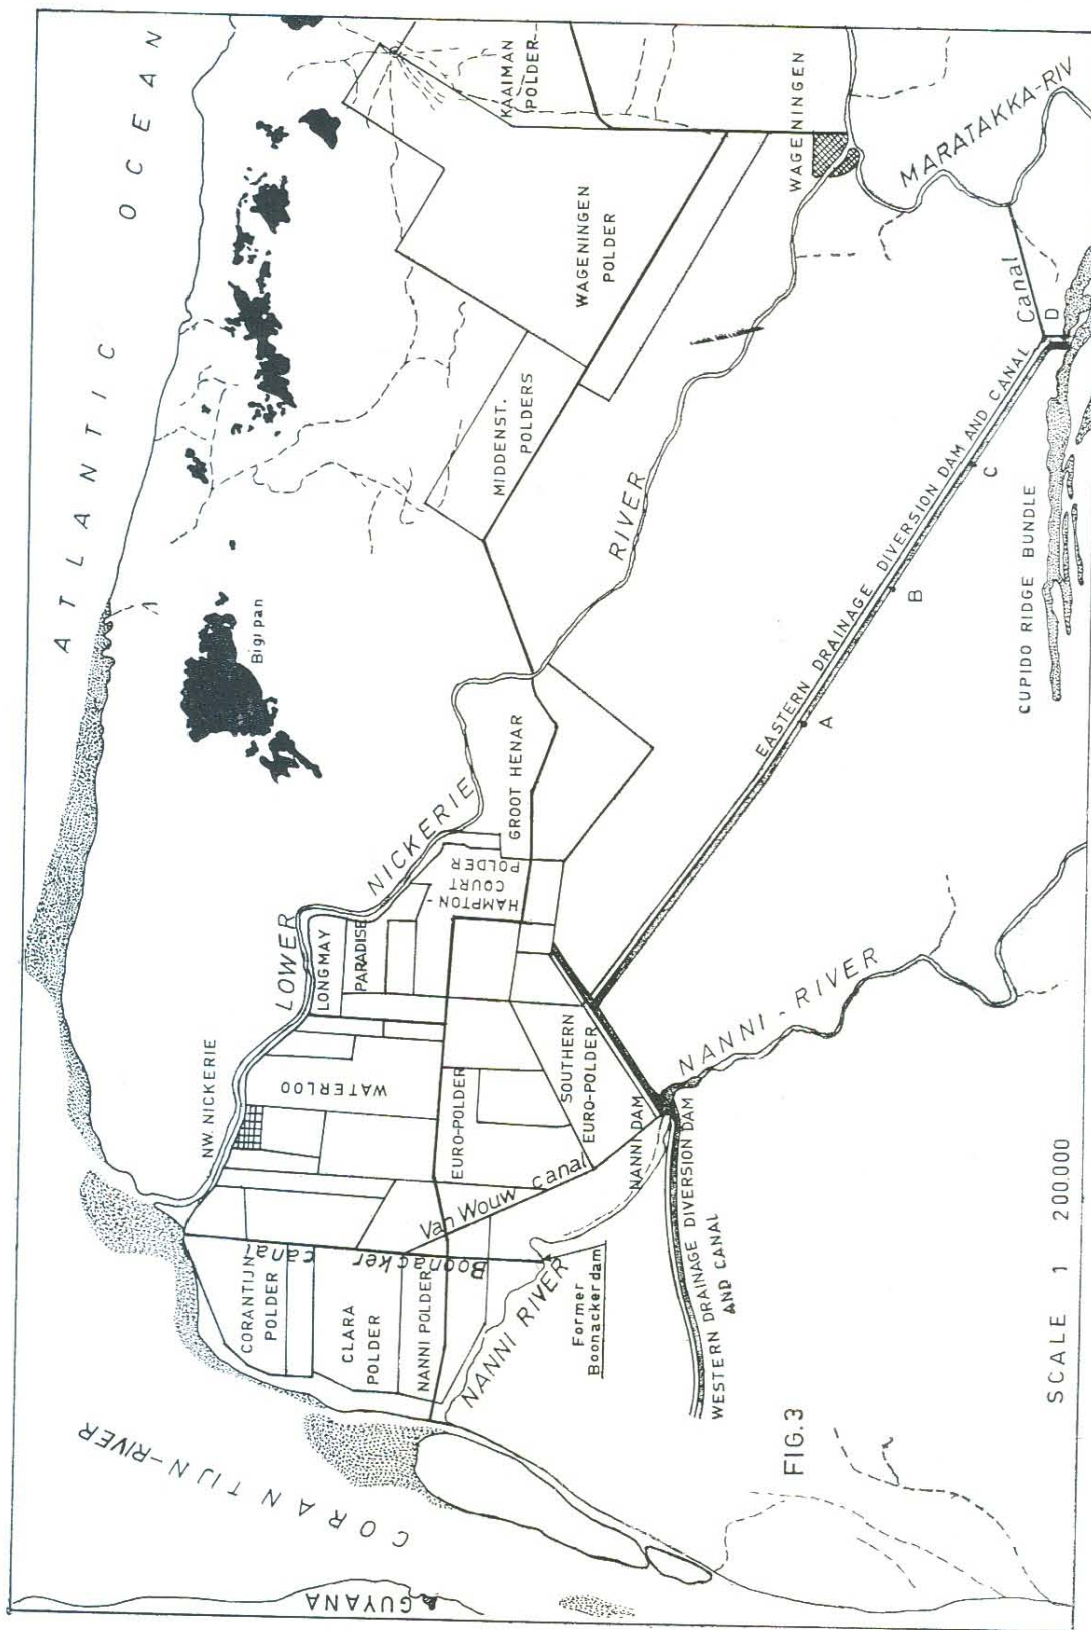 ATLANTIC OCEAN
KAAIMAN
POLDER
WAGENINGEN
MARATAKKA-RIV
WAGENINGEN
POLDER
Canal
D
MIDDENST.
POLDERS
RIVER
EASTERN DRAINAGE DIVERSION DAM AND CANAL
C
B
A
CUPIDO RIDGE BUNDLE
Bigi pan
GROOT HENAR
NICKERIE
HAMPTON-
COURT
POLDER
LOWER
LONGMAY
PARADISE
NANNI-RIVER
NW. NICKERIE
WATERLOO
EURO-POLDER
SOUTHERN
EURO-POLDER
NANNI DAM
Van Wouw canal
WESTERN DRAINAGE DIVERSION DAM
AND CANAL
Boonacker canal
CORANTIJN
POLDER
CLARA
POLDER
NANNI POLDER
NANNI RIVER
Former
Boonackerdam
CORANTIJN-RIVER
GUYANA
FIG.3
SCALE 1 200.000